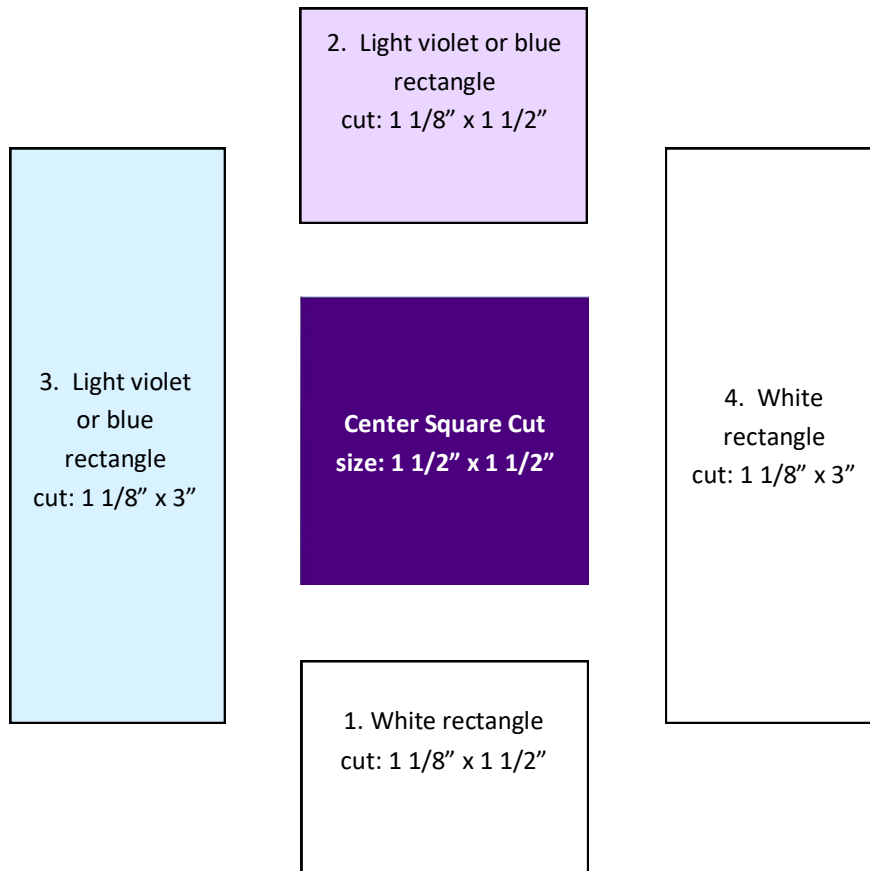 2. Light violet or blue
rectangle
cut: 1 1/8” x 1 1/2”
3. Light violet
or blue
rectangle
cut: 1 1/8” x 3”
Center Square Cut
size: 1 1/2” x 1 1/2”
4. White
rectangle
cut: 1 1/8” x 3”
1. White rectangle
cut: 1 1/8” x 1 1/2”